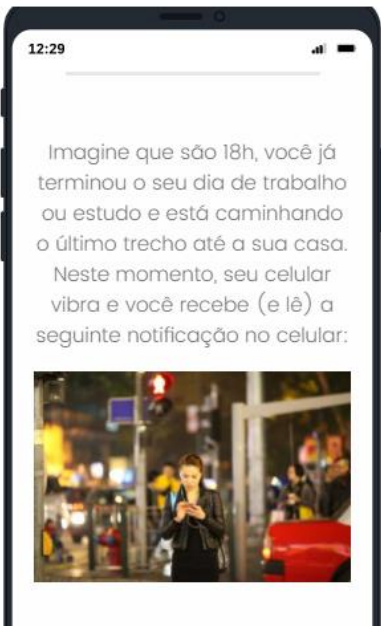 12:29
Imagine que são 18h, você já
terminou o seu dia de trabalho
ou estudo e está caminhando
o último trecho até a sua casa.
Neste momento, seu celular
vibra e você recebe (e lê) a
seguinte notificação no celular: